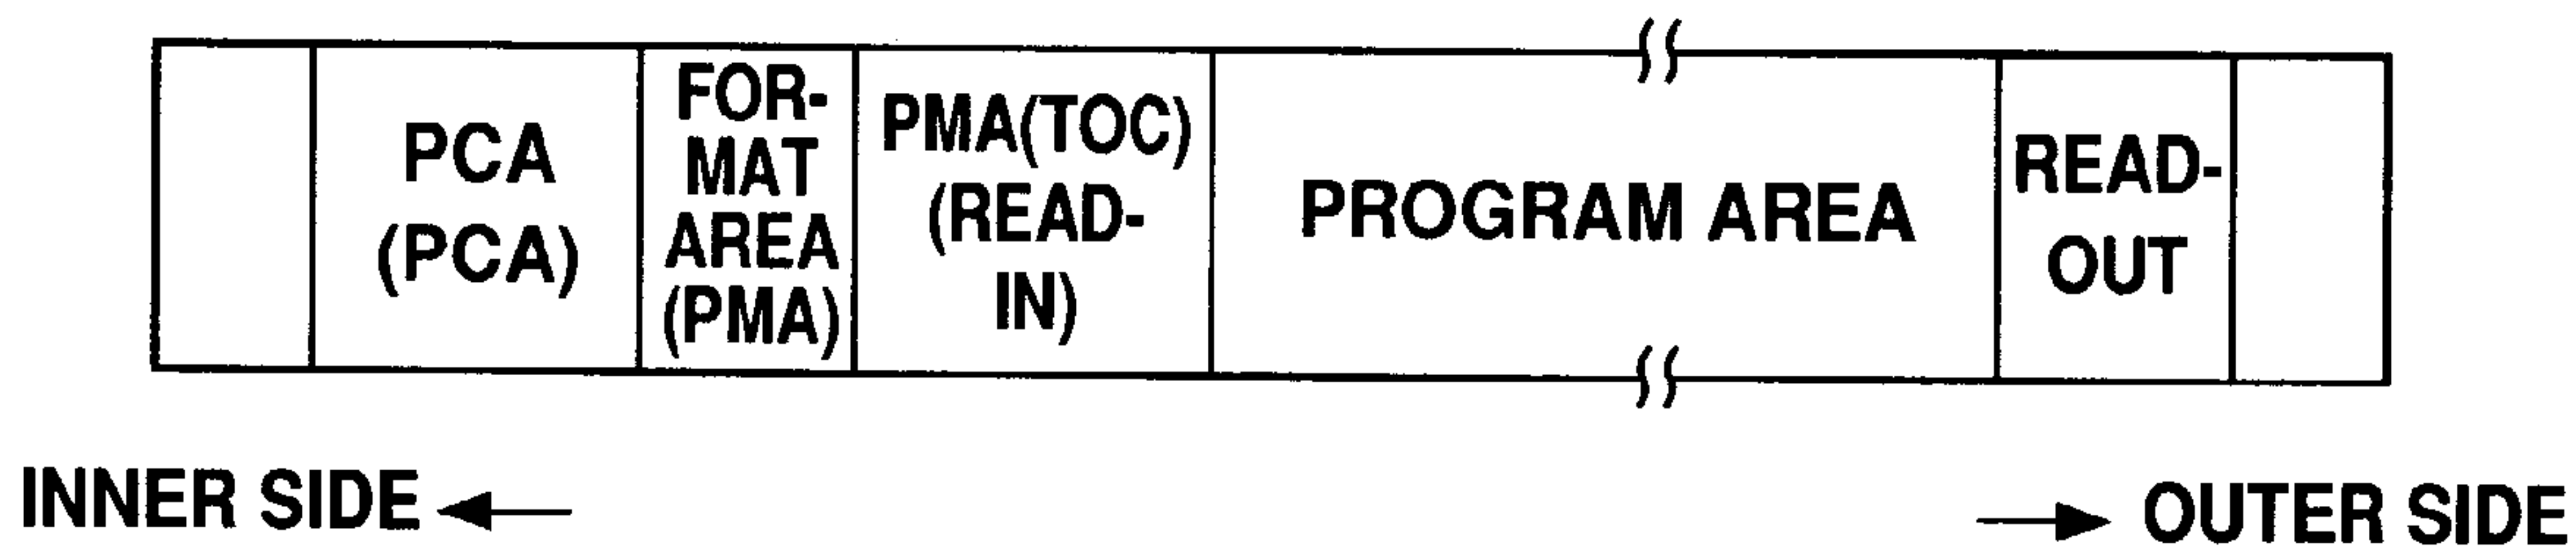 PCA
(PCA)
FOR-
MAT
AREA
(PMA)
PMA(TOC)
(READ-
IN)
PROGRAM AREA
READ-
OUT
INNER SIDE
OUTER SIDE